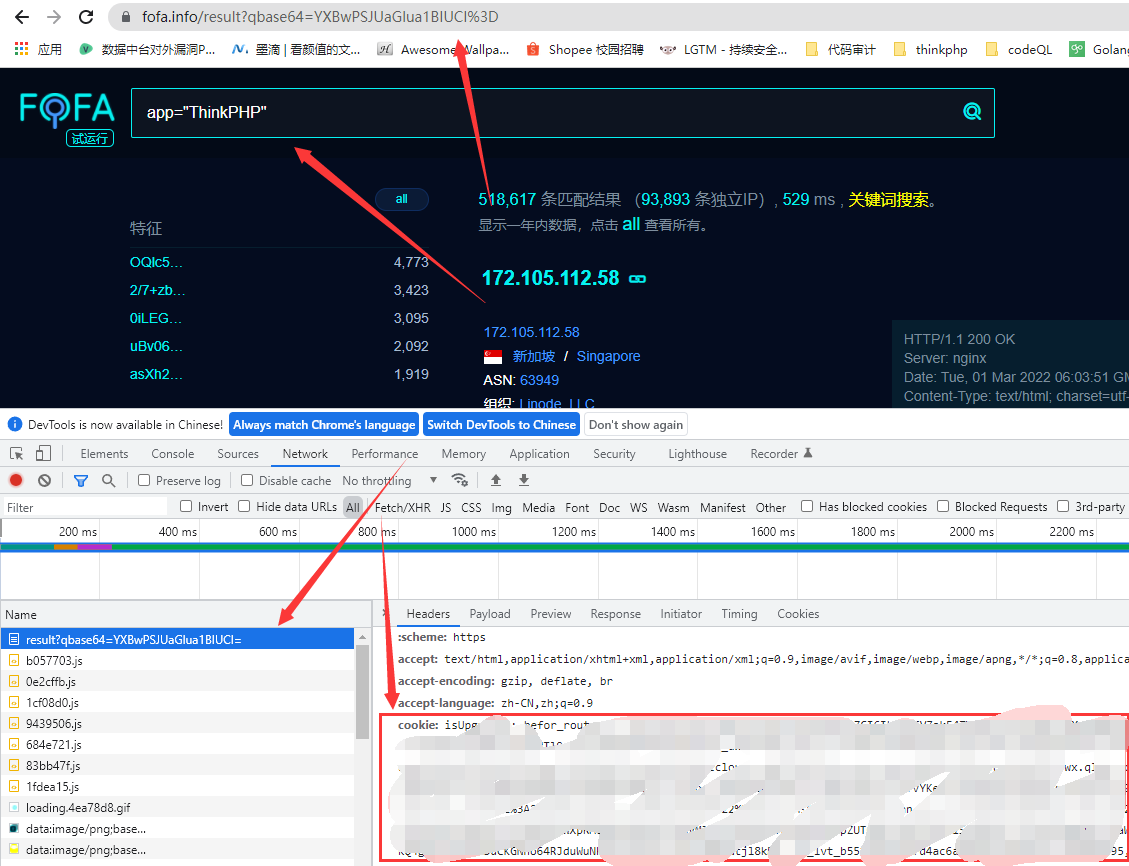 fofa.info/result?qbase64=YXBwPSJUaGlua1BIUCI%3D
应用 数据中台对外漏洞P... 墨滴 | 看颜值的文... Awesome Wallpa... Shopee 校园招聘 LGTM - 持续安全... 代码审计 thinkphp codeQL Golang
FOFA
试运行
app="ThinkPHP"
all
518,617 条匹配结果 （93,893 条独立IP），529 ms，关键词搜索。
显示一年内数据，点击 all 查看所有。
特征
OQIc5... 4,773
2/7+zb... 3,423
0iLEG... 3,095
uBv06... 2,092
asXh2... 1,919
172.105.112.58
172.105.112.58
新加坡 / Singapore
ASN: 63949
组织: Linode, LLC
HTTP/1.1 200 OK
Server: nginx
Date: Tue, 01 Mar 2022 06:03:51 GM
Content-Type: text/html; charset=utf-
DevTools is now available in Chinese! Always match Chrome's language Switch DevTools to Chinese Don't show again
Elements Console Sources Network Performance Memory Application Security Lighthouse Recorder
Preserve log Disable cache No throttling
Filter Invert Hide data URLs All Fetch/XHR JS CSS Img Media Font Doc WS Wasm Manifest Other Has blocked cookies Blocked Requests 3rd-party
200 ms 400 ms 600 ms 800 ms 1000 ms 1200 ms 1400 ms 1600 ms 1800 ms 2000 ms 2200 ms
Name
result?qbase64=YXBwPSJUaGlua1BIUCI=
b057703.js
0e2cffb.js
1cf08d0.js
9439506.js
684e721.js
83bb47f.js
1fdea15.js
loading.4ea78d8.gif
data:image/png;base...
data:image/png;base...
× Headers Payload Preview Response Initiator Timing Cookies
:scheme: https
accept: text/html,application/xhtml+xml,application/xml;q=0.9,image/avif,image/webp,image/apng,*/*;q=0.8,applica
accept-encoding: gzip, deflate, br
accept-language: zh-CN,zh;q=0.9
cookie: